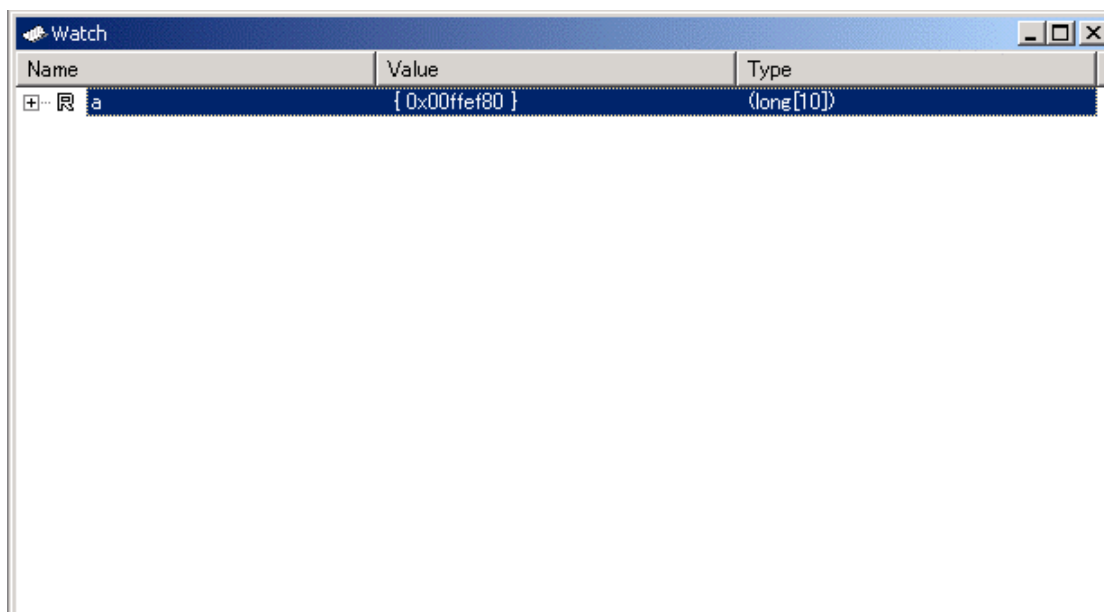 Watch
Name Value Type
R a { 0x00ffef80 } (long[10])